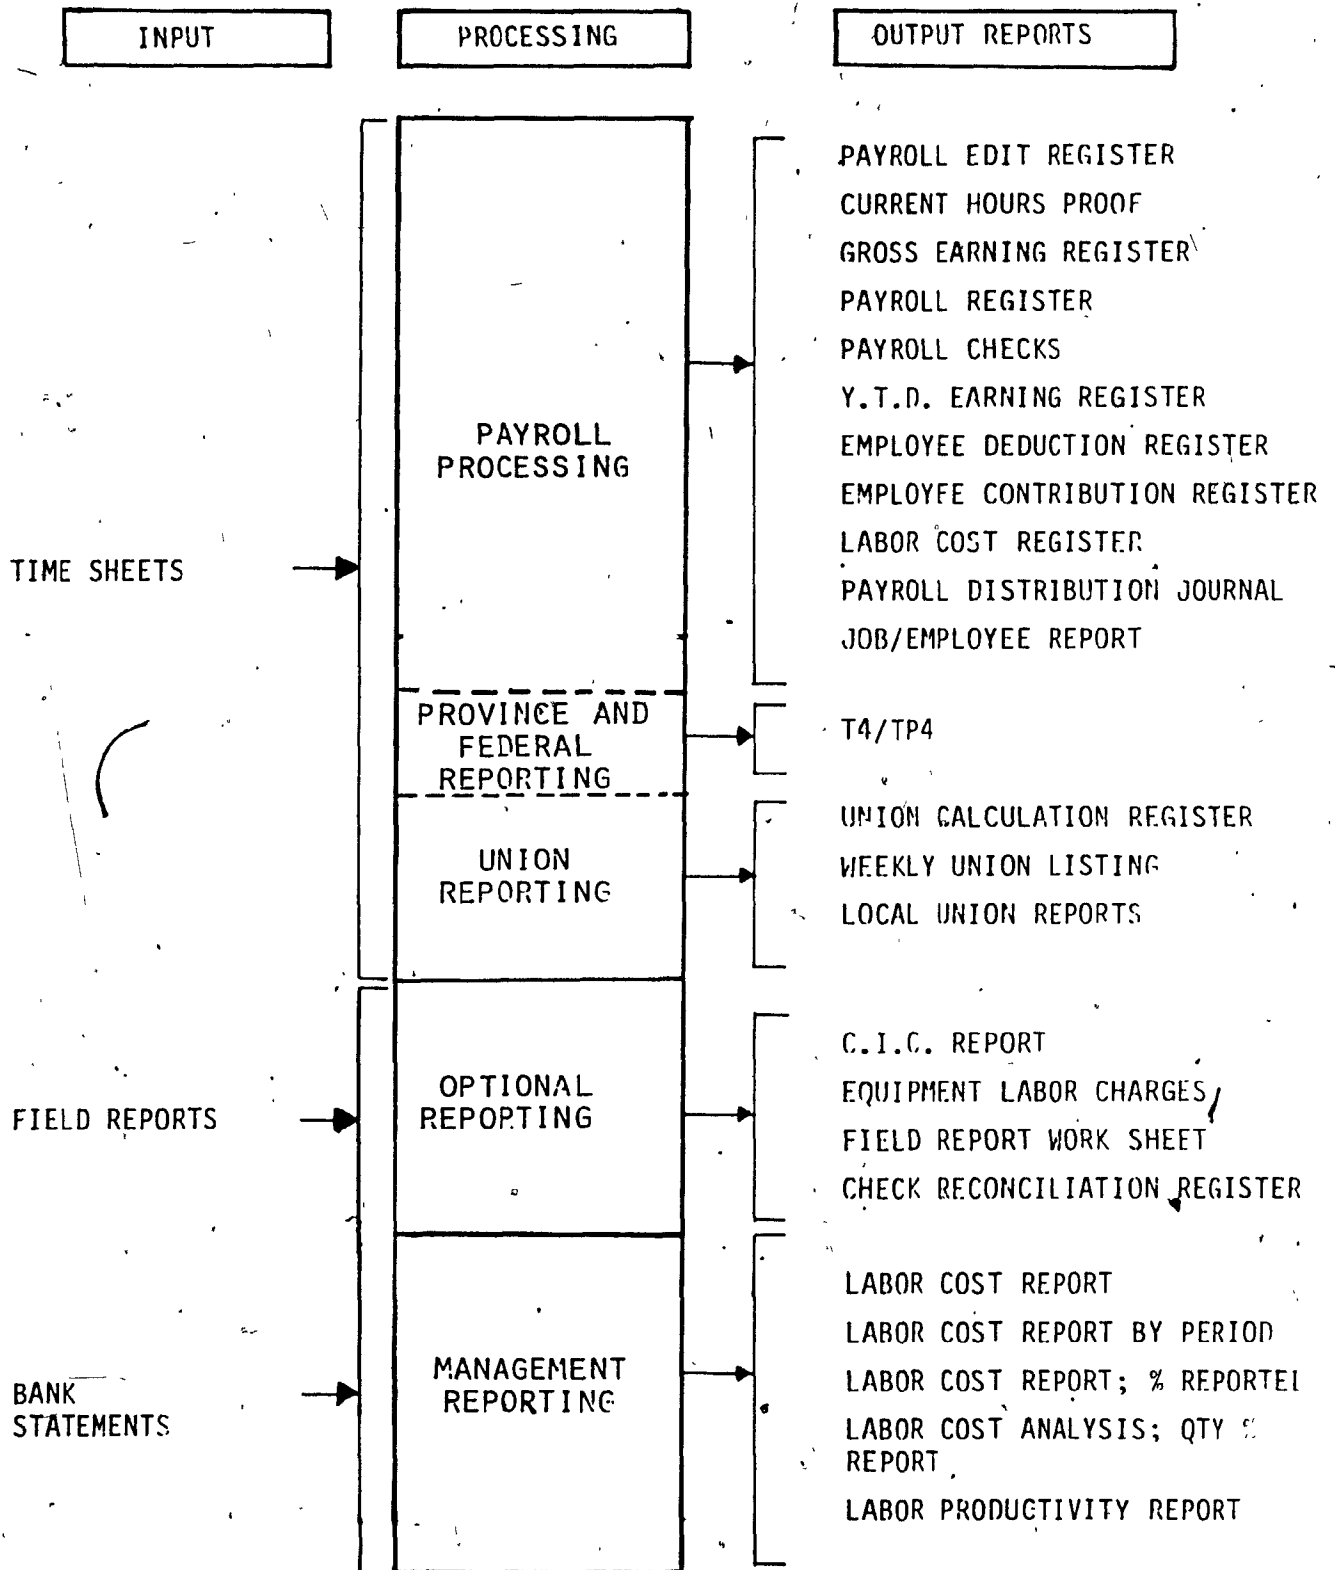 INPUT
PROCESSING
OUTPUT REPORTS
TIME SHEETS
FIELD REPORTS
BANK
STATEMENTS
PAYROLL
PROCESSING
PROVINCE AND
FEDERAL
REPORTING
UNION
REPORTING
OPTIONAL
REPORTING
MANAGEMENT
REPORTING
PAYROLL EDIT REGISTER
CURRENT HOURS PROOF
GROSS EARNING REGISTER
PAYROLL REGISTER
PAYROLL CHECKS
Y.T.D. EARNING REGISTER
EMPLOYEE DEDUCTION REGISTER
EMPLOYEE CONTRIBUTION REGISTER
LABOR COST REGISTER
PAYROLL DISTRIBUTION JOURNAL
JOB/EMPLOYEE REPORT
T4/TP4
UNION CALCULATION REGISTER
WEEKLY UNION LISTING
LOCAL UNION REPORTS
C.I.C. REPORT
EQUIPMENT LABOR CHARGES
FIELD REPORT WORK SHEET
CHECK RECONCILIATION REGISTER
LABOR COST REPORT
LABOR COST REPORT BY PERIOD
LABOR COST REPORT; % REPORTED
LABOR COST ANALYSIS; QTY
REPORT
LABOR PRODUCTIVITY REPORT